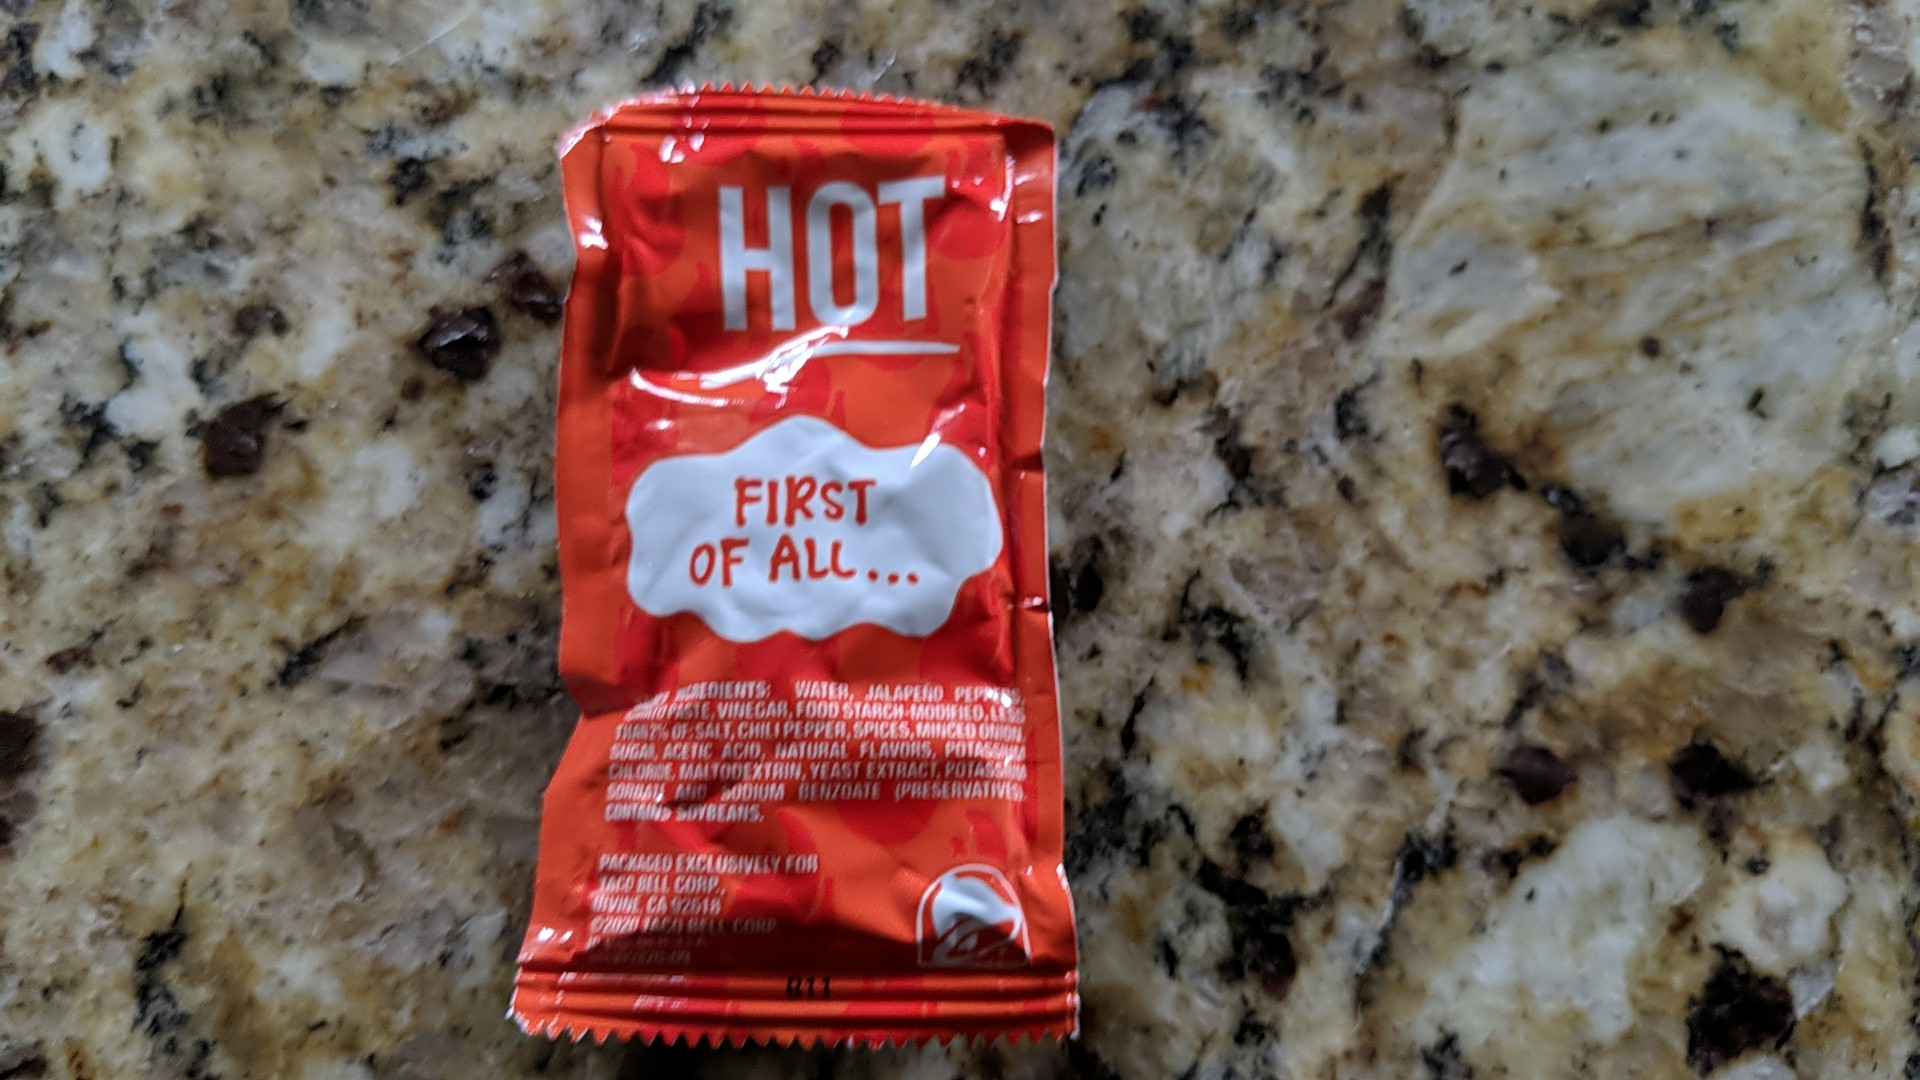 HOT
FIRST
OF ALL...
WATER, JALAPEÑO PEPPERS,
PASTE, VINEGAR, FOOD STARCH-MODIFIED, LESS
THAN 2% OF: SALT, CHILI PEPPER, SPICES, MINCED ONION,
SUGAR, ACETIC ACID, NATURAL FLAVORS, POTASSIUM
CHLORIDE, MALTODEXTRIN, YEAST EXTRACT, POTASSIUM
SORBATE AND SODIUM BENZOATE (PRESERVATIVES)
CONTAINS SOYBEANS.
PACKAGED EXCLUSIVELY FOR
TACO BELL CORP.,
IRVINE, CA 92618
©2020 TACO BELL CORP.